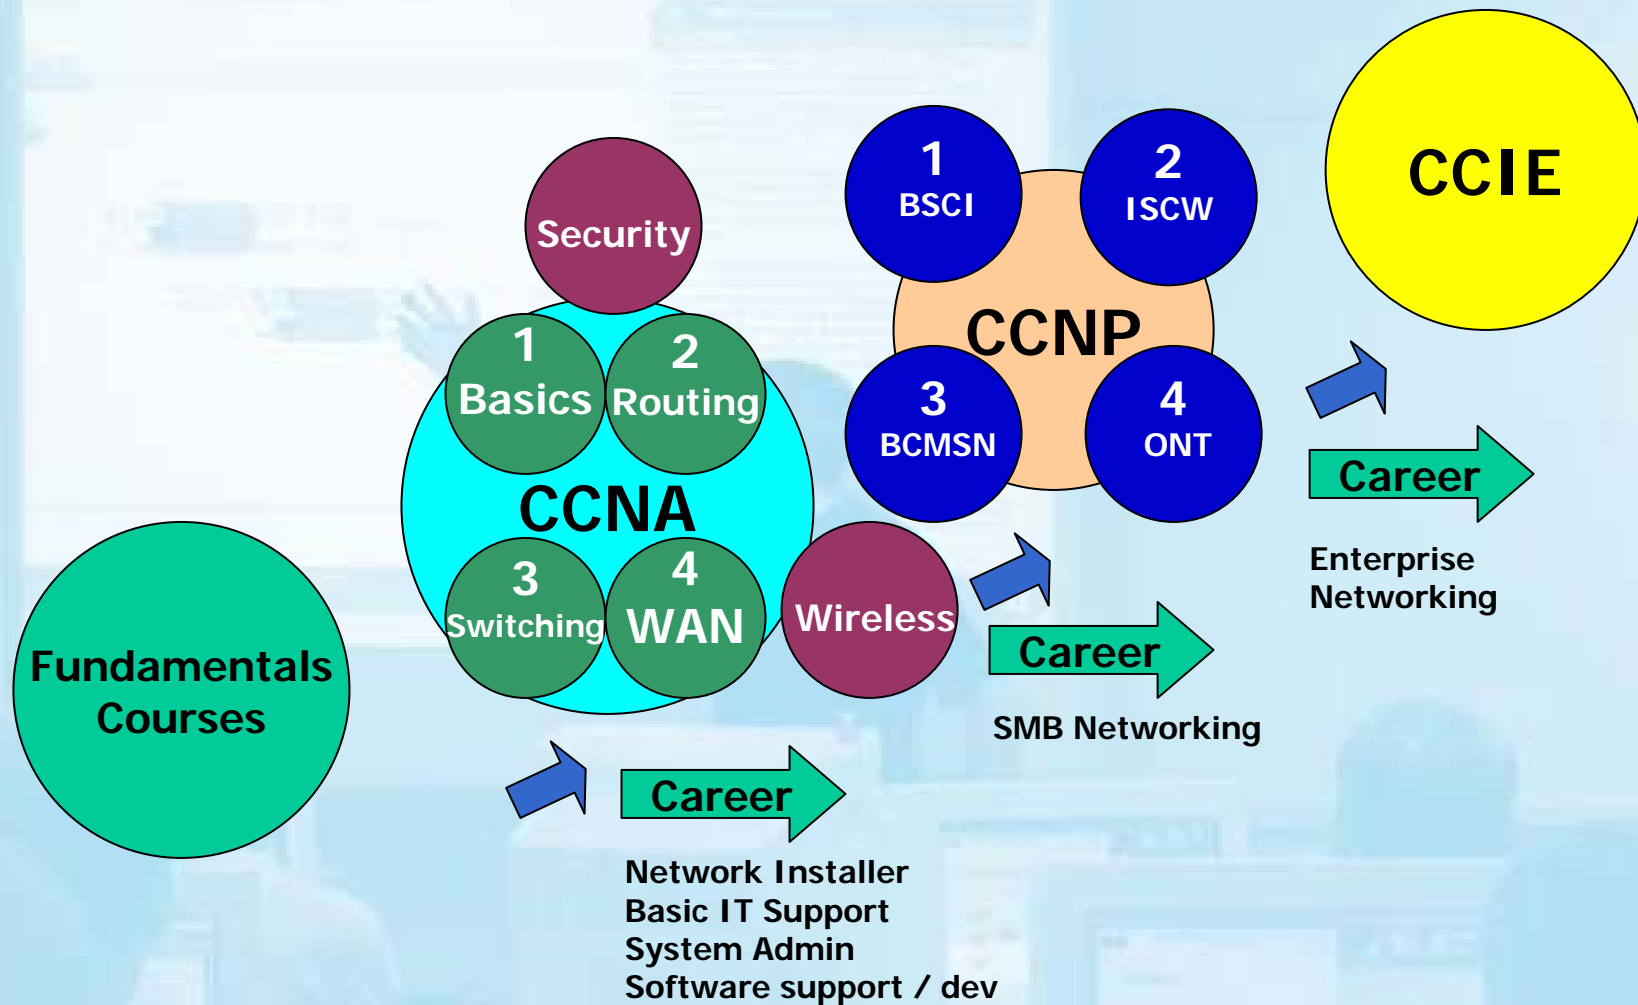 Fundamentals
Courses
Security
1
Basics
2
Routing
CCNA
3
Switching
4
WAN
Wireless
Career
Network Installer
Basic IT Support
System Admin
Software support / dev
1
BSCI
2
ISCW
CCNP
3
BCMSN
4
ONT
Career
SMB Networking
CCIE
Career
Enterprise
Networking